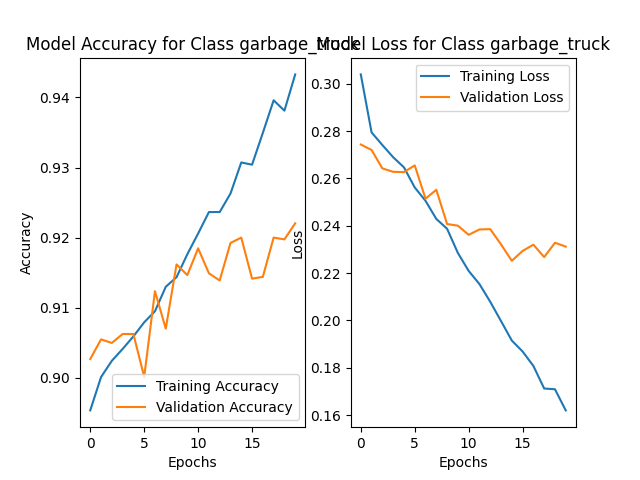 Model Accuracy for Class garbage_truck
0.94
0.93
0.92
0.91
0.90
Accuracy
Training Accuracy
Validation Accuracy
0 5 10 15
Epochs
Model Loss for Class garbage_truck
Training Loss
Validation Loss
0.30
0.28
0.26
0.24
0.22
0.20
0.18
0.16
Loss
0 5 10 15
Epochs